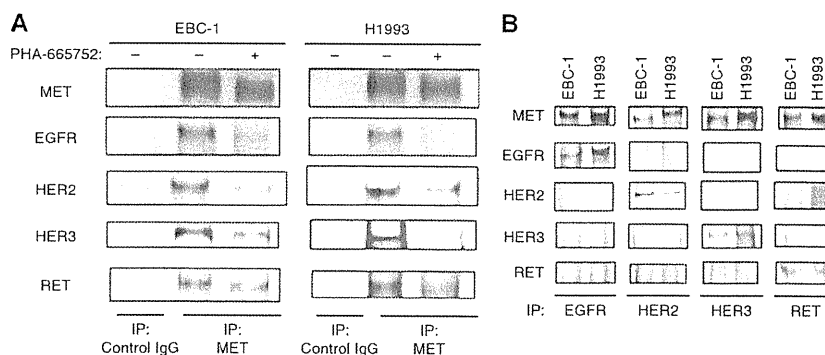 A
EBC-1
H1993
PHA-665752:
–
–
+
–
–
+
MET
EGFR
HER2
HER3
RET
IP:
Control IgG
IP:
MET
IP:
Control IgG
IP:
MET
B
EBC-1
H1993
EBC-1
H1993
EBC-1
H1993
EBC-1
H1993
MET
EGFR
HER2
HER3
RET
IP:
EGFR
HER2
HER3
RET